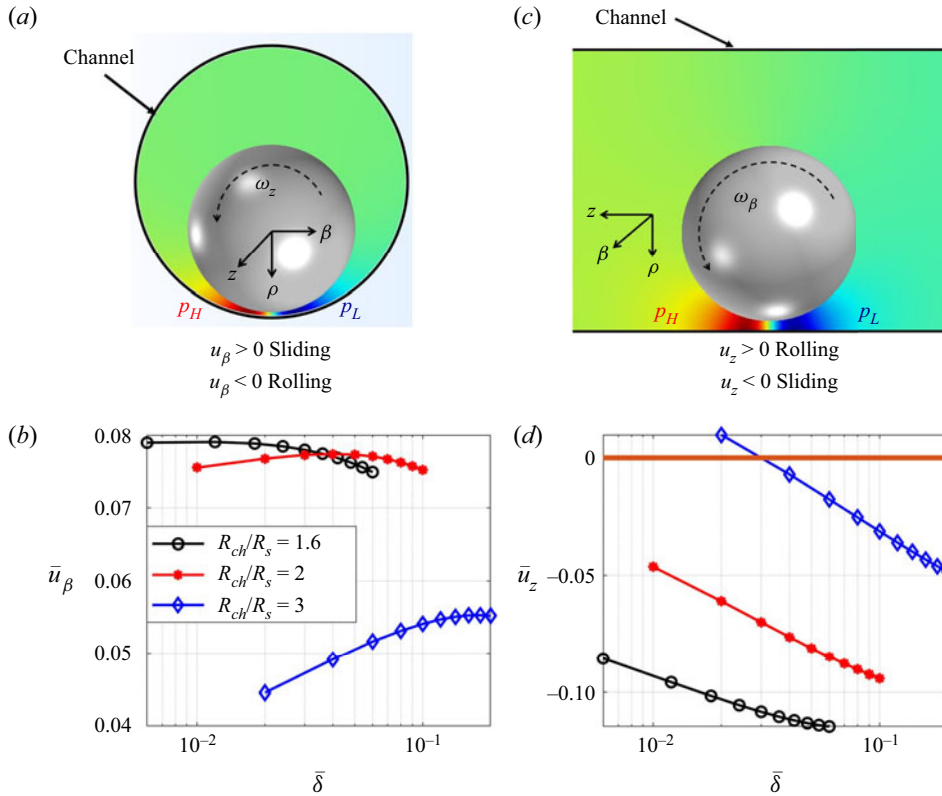 (a)
Channel
ω_z
β
z
ρ
p_H
p_L
u_β > 0 Sliding
u_β < 0 Rolling
(c)
Channel
ω_β
z
β
ρ
p_H
p_L
u_z > 0 Rolling
u_z < 0 Sliding
(b)
0.08
0.07
0.06
0.05
0.04
ū_β
R_ch/R_s = 1.6
R_ch/R_s = 2
R_ch/R_s = 3
10⁻²
10⁻¹
δ̄
(d)
0
−0.05
−0.10
ū_z
10⁻²
10⁻¹
δ̄